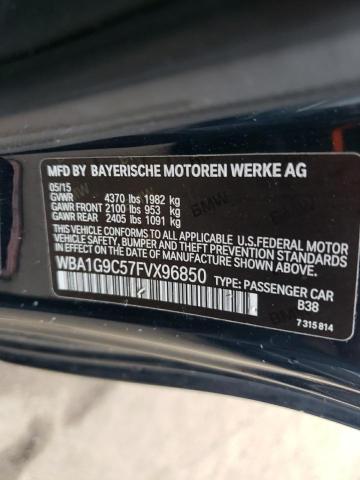 MFD BY BAYERISCHE MOTOREN WERKE AG
05/15
GVWR 4370 lbs 1982 kg
GAWR FRONT 2100 lbs 953 kg
GAWR REAR 2405 lbs 1091 kg
THIS VEHICLE CONFORMS TO ALL APPLICABLE U.S.FEDERAL MOTOR
VEHICLE SAFETY, BUMPER, AND THEFT PREVENTION STANDARDS
IN EFFECT ON THE DATE OF MANUFACTURE SHOWN ABOVE.
WBA1G9C57FVX96850 TYPE: PASSENGER CAR
B38
7 315 814